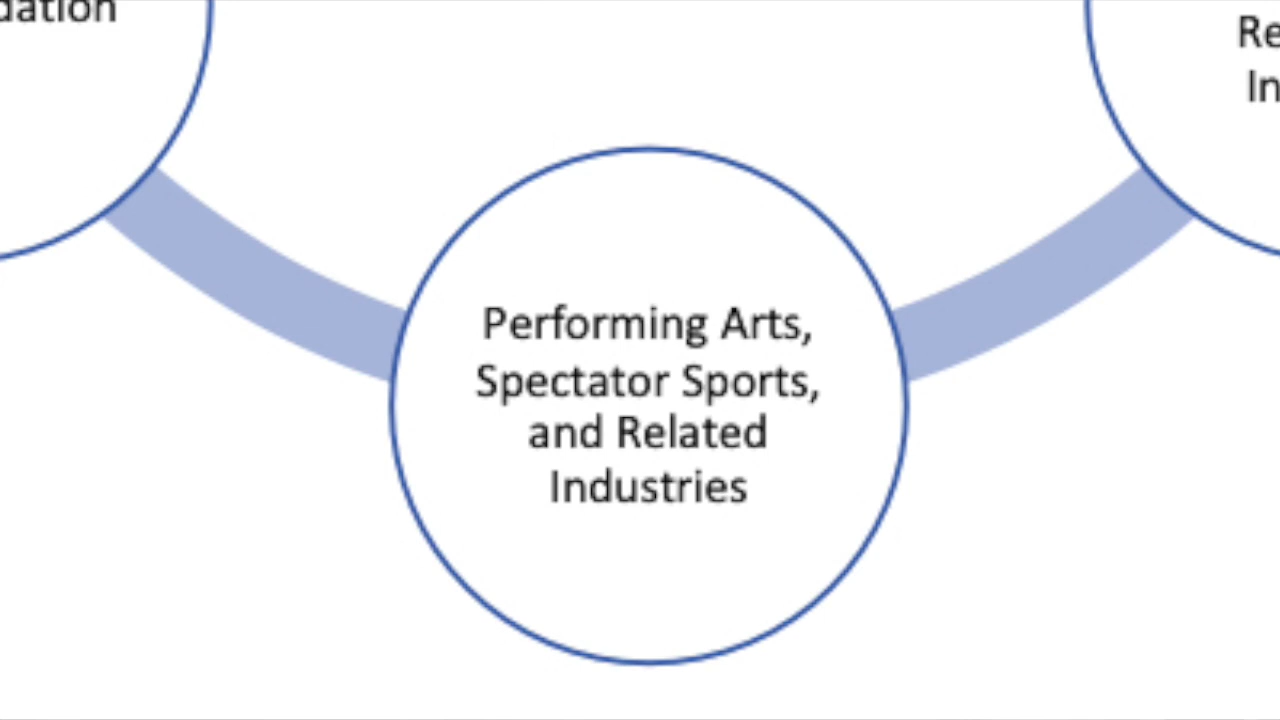 dation
Re
In
Performing Arts,
Spectator Sports,
and Related
Industries